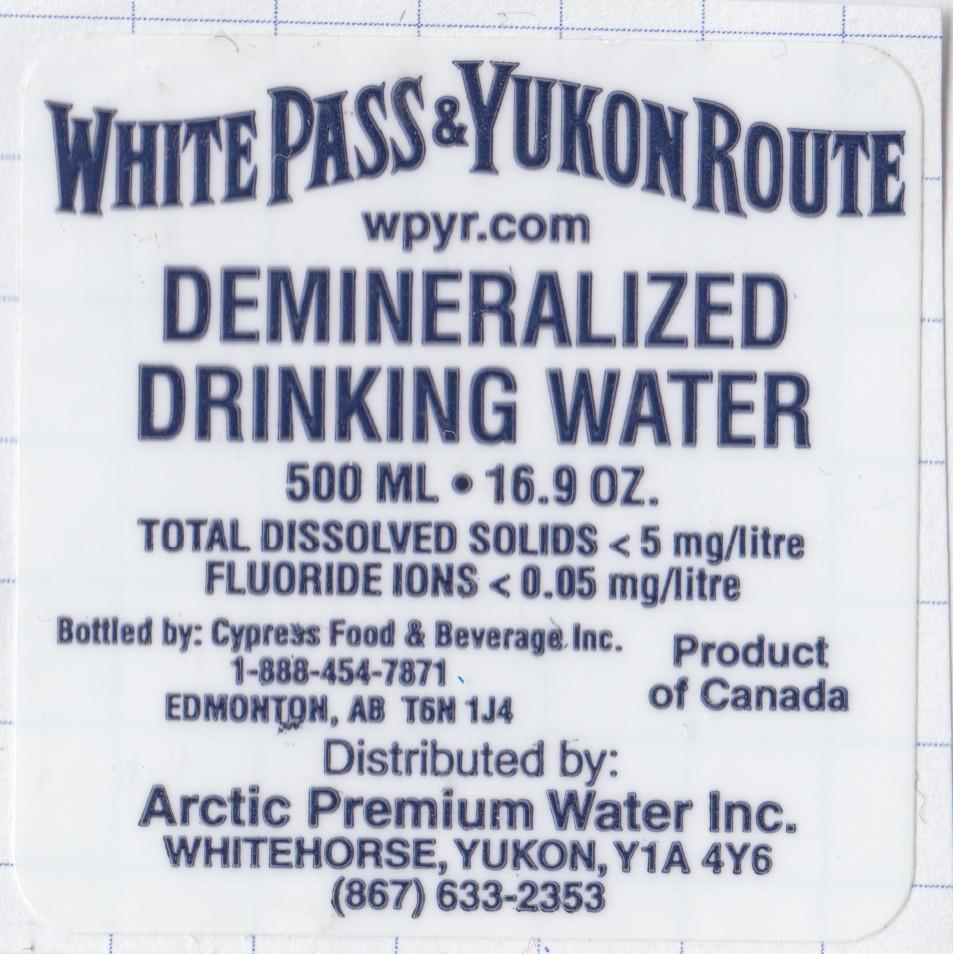 WHITE PASS & YUKON ROUTE
wpyr.com
DEMINERALIZED
DRINKING WATER
500 ML • 16.9 OZ.
TOTAL DISSOLVED SOLIDS < 5 mg/litre
FLUORIDE IONS < 0.05 mg/litre
Bottled by: Cypress Food & Beverage Inc.
1-888-454-7871
EDMONTON, AB T6N 1J4
Product
of Canada
Distributed by:
Arctic Premium Water Inc.
WHITEHORSE, YUKON, Y1A 4Y6
(867) 633-2353